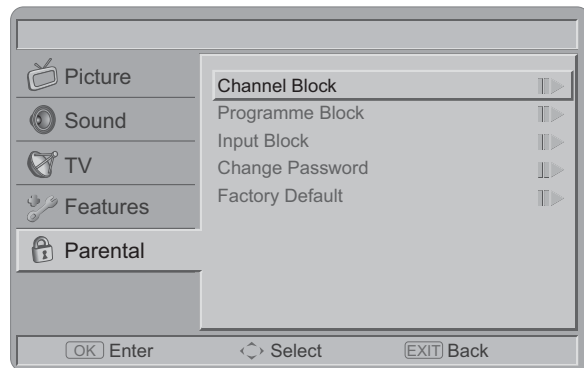 Picture
Sound
TV
Features
Parental
Channel Block
Programme Block
Input Block
Change Password
Factory Default
OK Enter
Select
EXIT Back